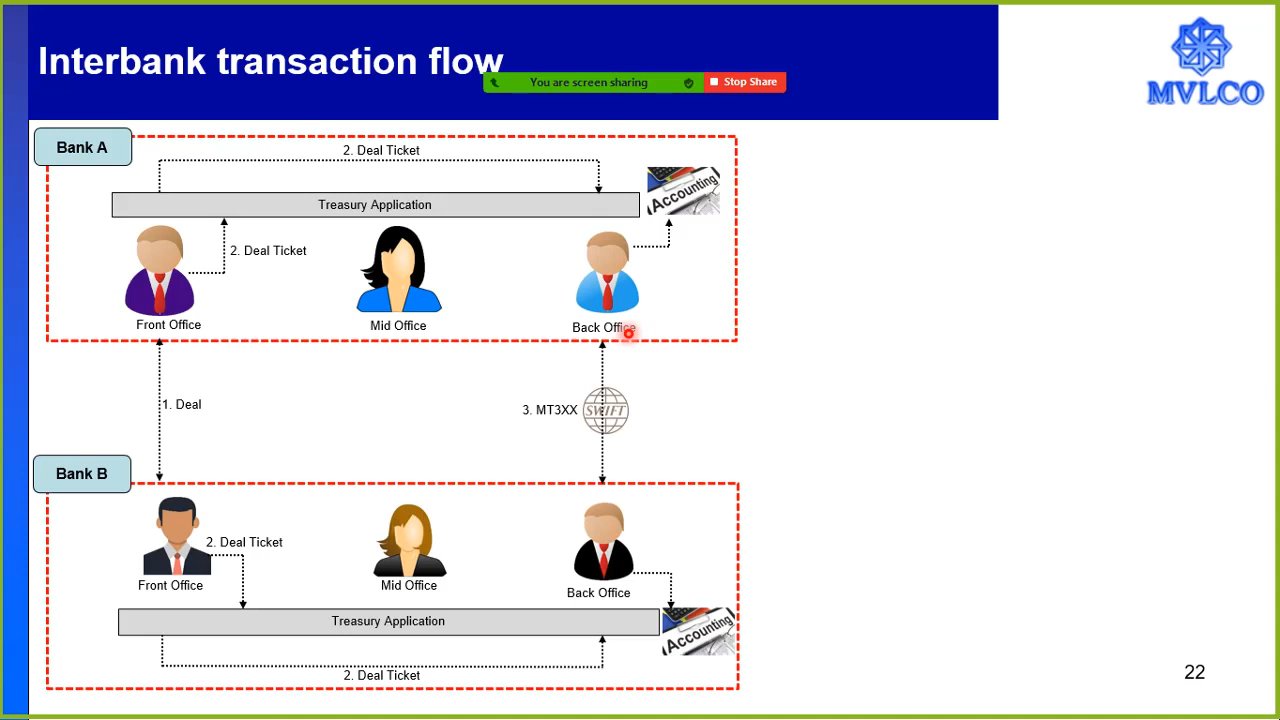 Interbank transaction flow
You are screen sharing
Stop Share
MVLCO
Bank A
2. Deal Ticket
Treasury Application
Accounting
2. Deal Ticket
Front Office
Mid Office
Back Office
1. Deal
3. MT3XX
SWIFT
Bank B
2. Deal Ticket
Front Office
Mid Office
Back Office
Treasury Application
Accounting
2. Deal Ticket
22